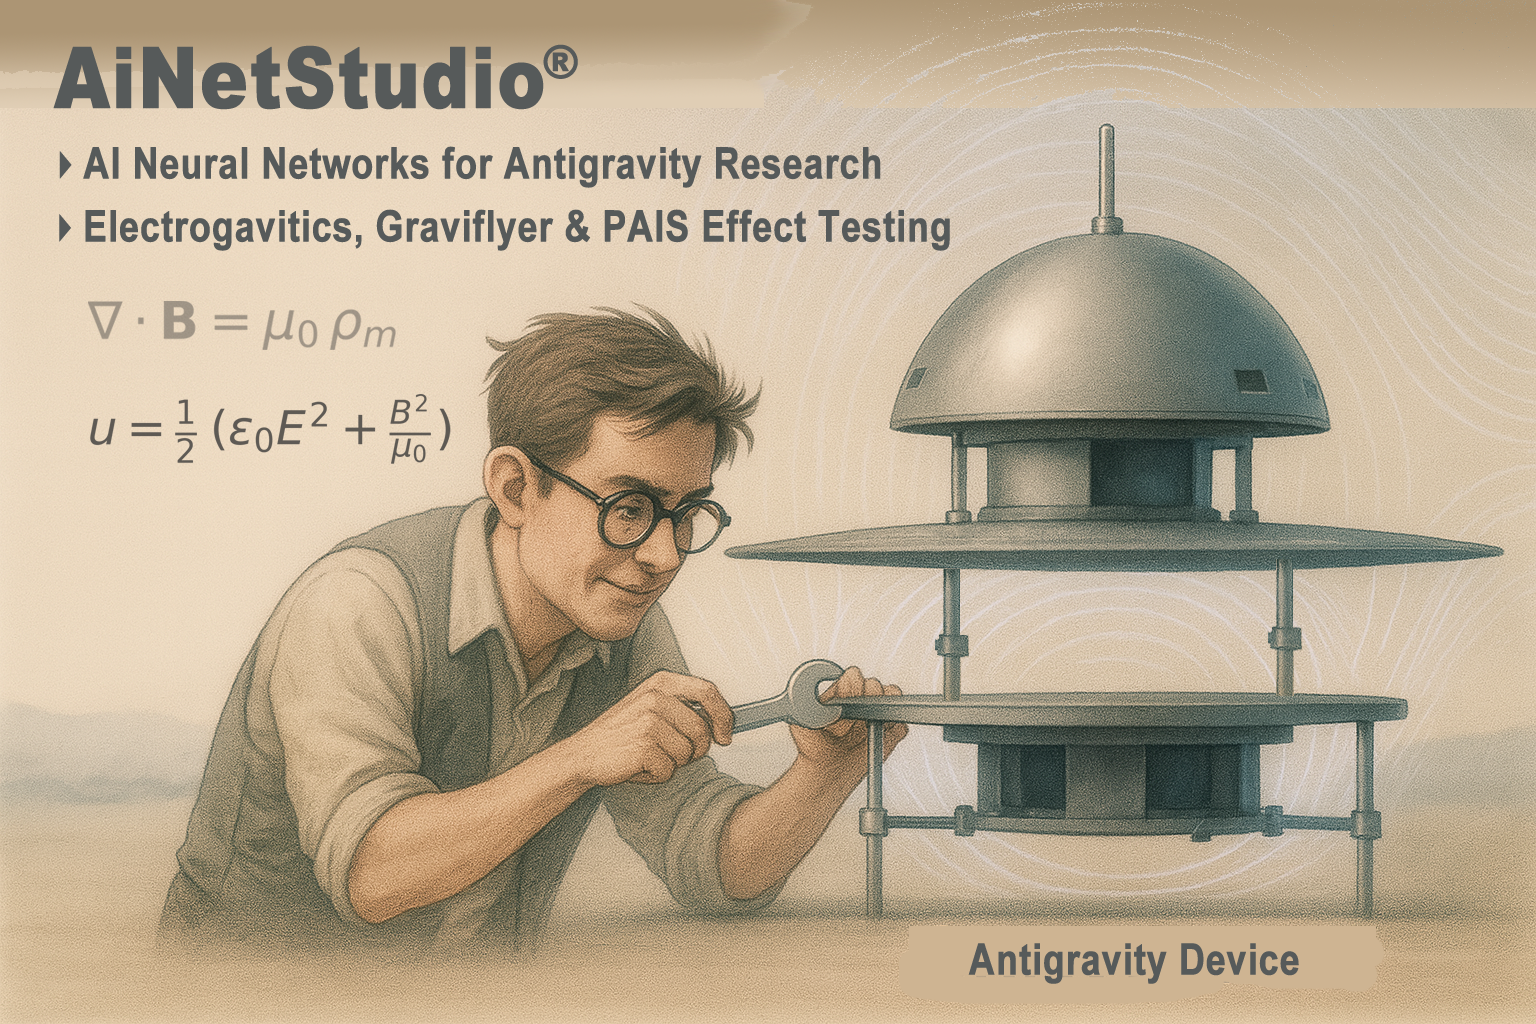 AiNetStudio®
AI Neural Networks for Antigravity Research
Electrogavitics, Graviflyer & PAIS Effect Testing
∇ · B = μ₀ ρₘ
u = ½ (ε₀E² + B²/μ₀)
Antigravity Device